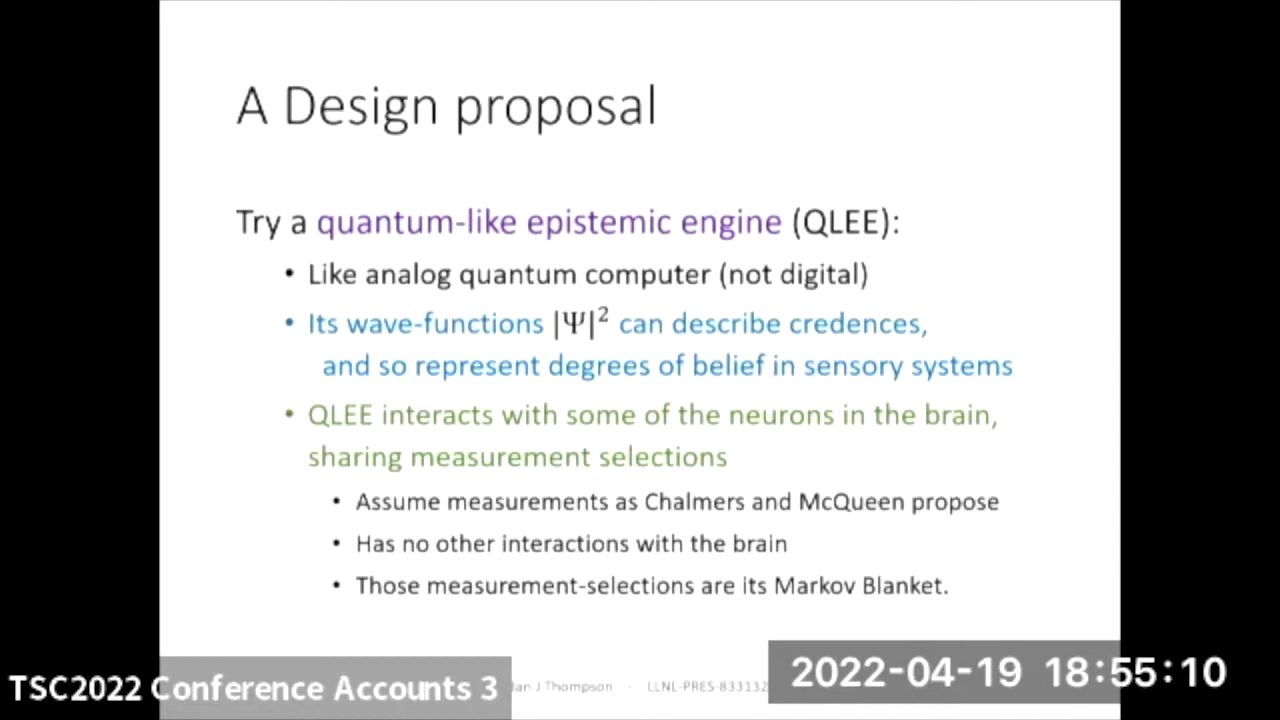 A Design proposal
Try a quantum-like epistemic engine (QLEE):
• Like analog quantum computer (not digital)
• Its wave-functions |Ψ|² can describe credences,
and so represent degrees of belief in sensory systems
• QLEE interacts with some of the neurons in the brain,
sharing measurement selections
• Assume measurements as Chalmers and McQueen propose
• Has no other interactions with the brain
• Those measurement-selections are its Markov Blanket.
TSC2022 Conference Accounts 3
Ian J Thompson - LLNL-PRES-833132
2022-04-19 18:55:10